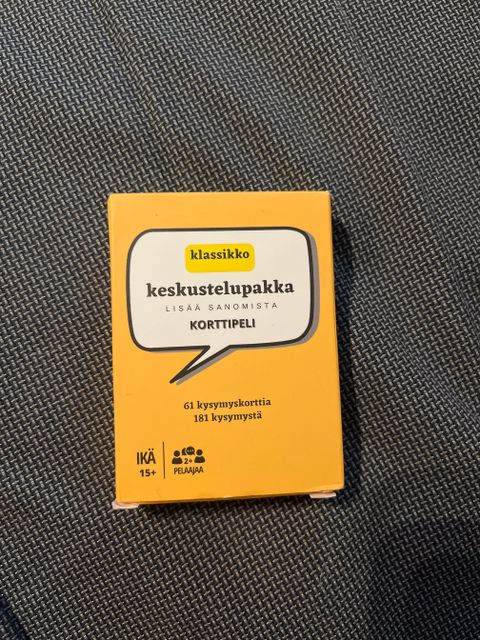 klassikko
keskustelupakka
LISÄÄ SANOMISTA
KORTTIPELI
61 kysymyskorttia
181 kysymystä
IKÄ
15+
2+
PELAAJAA